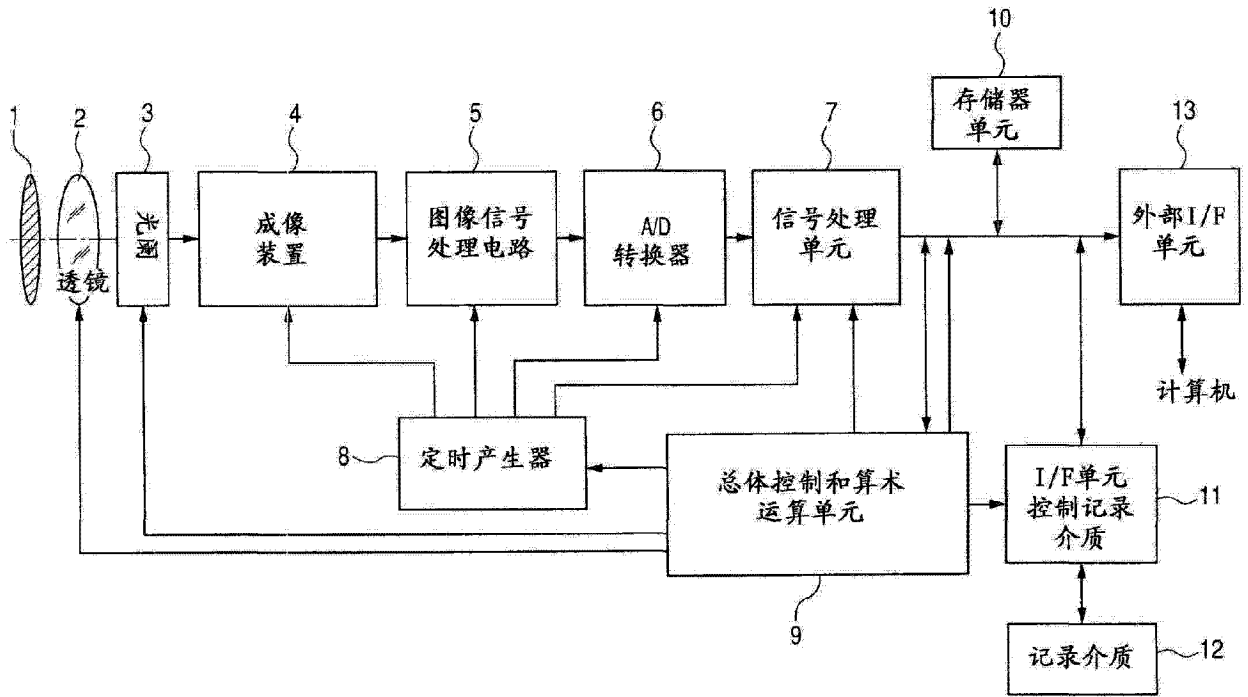 10
存储器
单元
1
2
3
4
5
6
7
13
透镜
光阑
成像
装置
图像信号
处理电路
A/D
转换器
信号处理
单元
外部I/F
单元
计算机
8
定时产生器
总体控制和算术
运算单元
I/F单元
控制记录
介质
11
9
记录介质
12